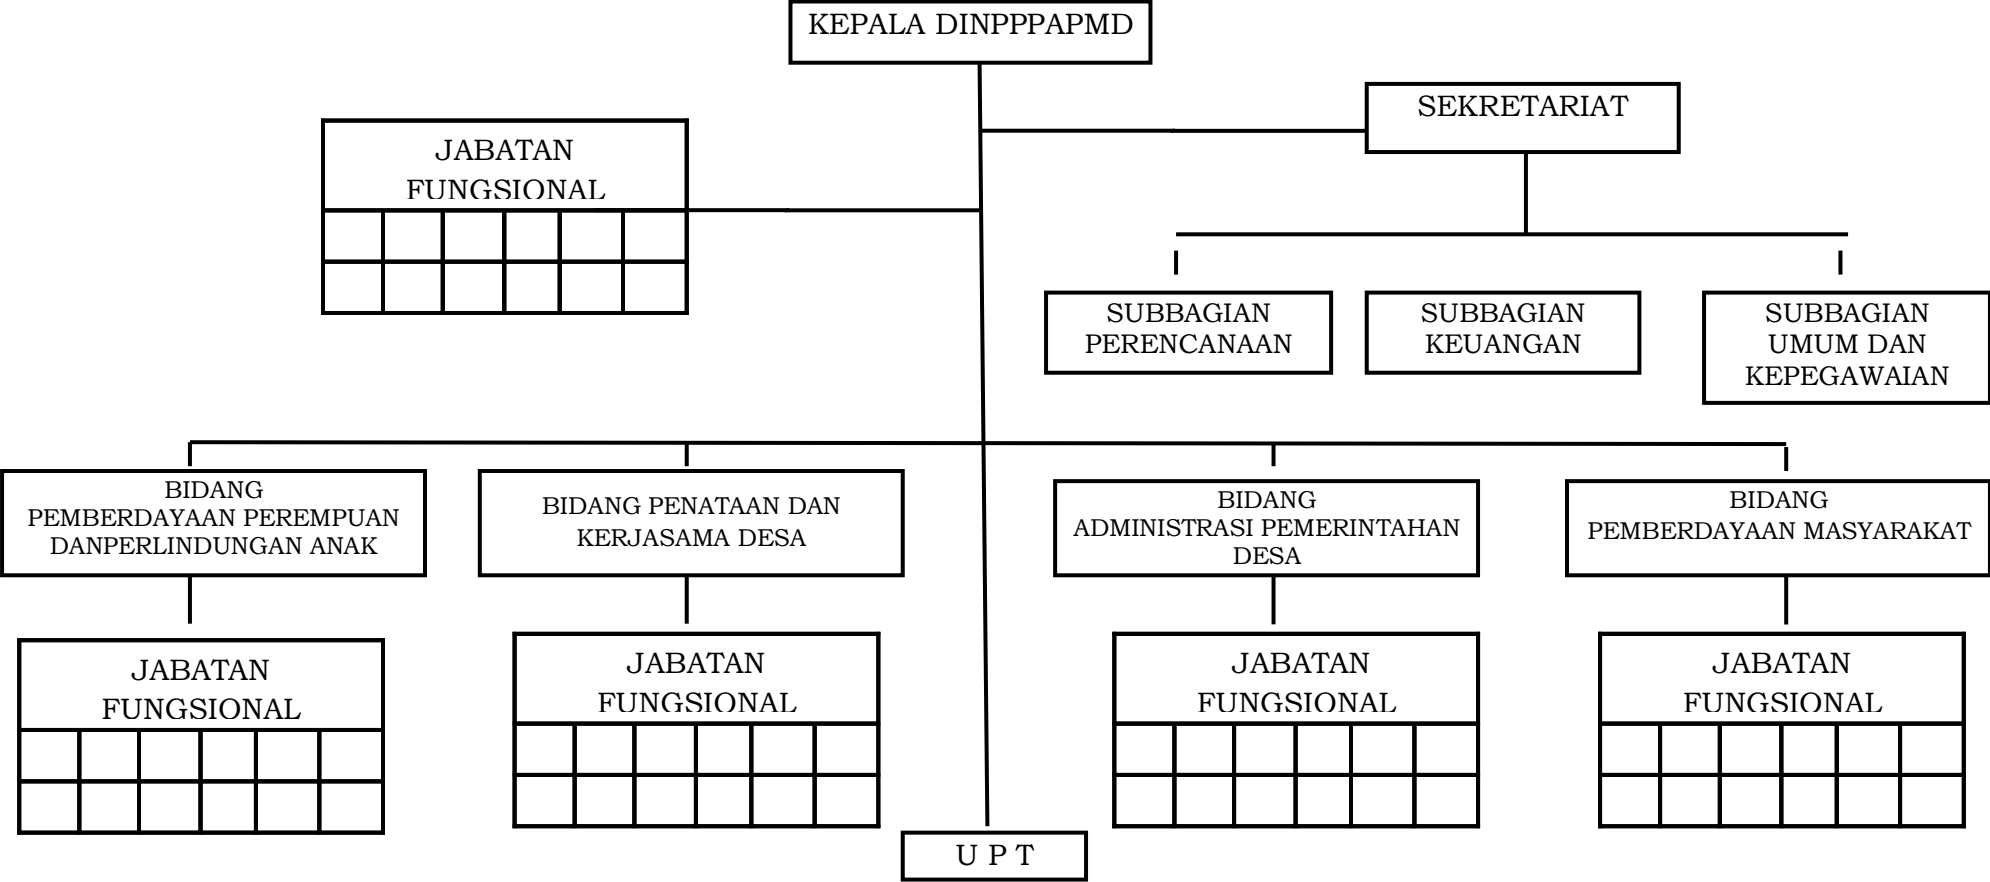 KEPALA DINPPPAPMD
SEKRETARIAT
JABATAN
FUNGSIONAL
SUBBAGIAN
PERENCANAAN
SUBBAGIAN
KEUANGAN
SUBBAGIAN
UMUM DAN
KEPEGAWAIAN
BIDANG
PEMBERDAYAAN PEREMPUAN
DANPERLINDUNGAN ANAK
BIDANG PENATAAN DAN
KERJASAMA DESA
BIDANG
ADMINISTRASI PEMERINTAHAN
DESA
BIDANG
PEMBERDAYAAN MASYARAKAT
JABATAN
FUNGSIONAL
JABATAN
FUNGSIONAL
JABATAN
FUNGSIONAL
JABATAN
FUNGSIONAL
U P T